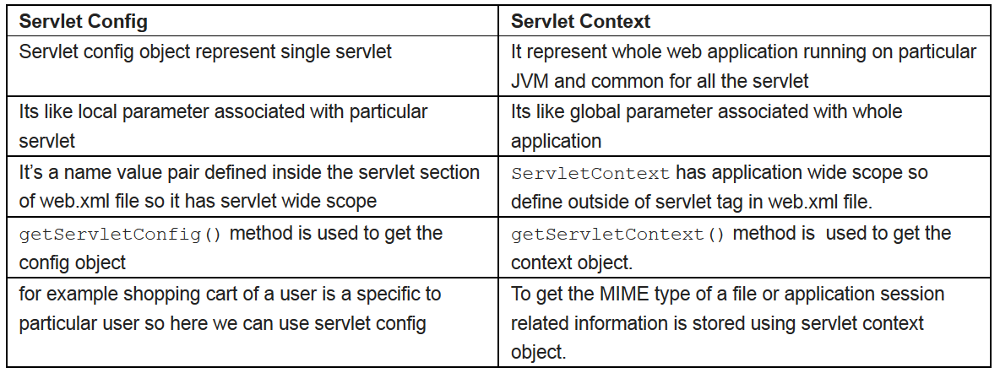 Servlet Config
Servlet Context
Servlet config object represent single servlet
It represent whole web application running on particular
JVM and common for all the servlet
Its like local parameter associated with particular
servlet
Its like global parameter associated with whole
application
It’s a name value pair defined inside the servlet section
of web.xml file so it has servlet wide scope
ServletContext has application wide scope so
define outside of servlet tag in web.xml file.
getServletConfig() method is used to get the
config object
getServletContext() method is  used to get the
context object.
for example shopping cart of a user is a specific to
particular user so here we can use servlet config
To get the MIME type of a file or application session
related information is stored using servlet context
object.